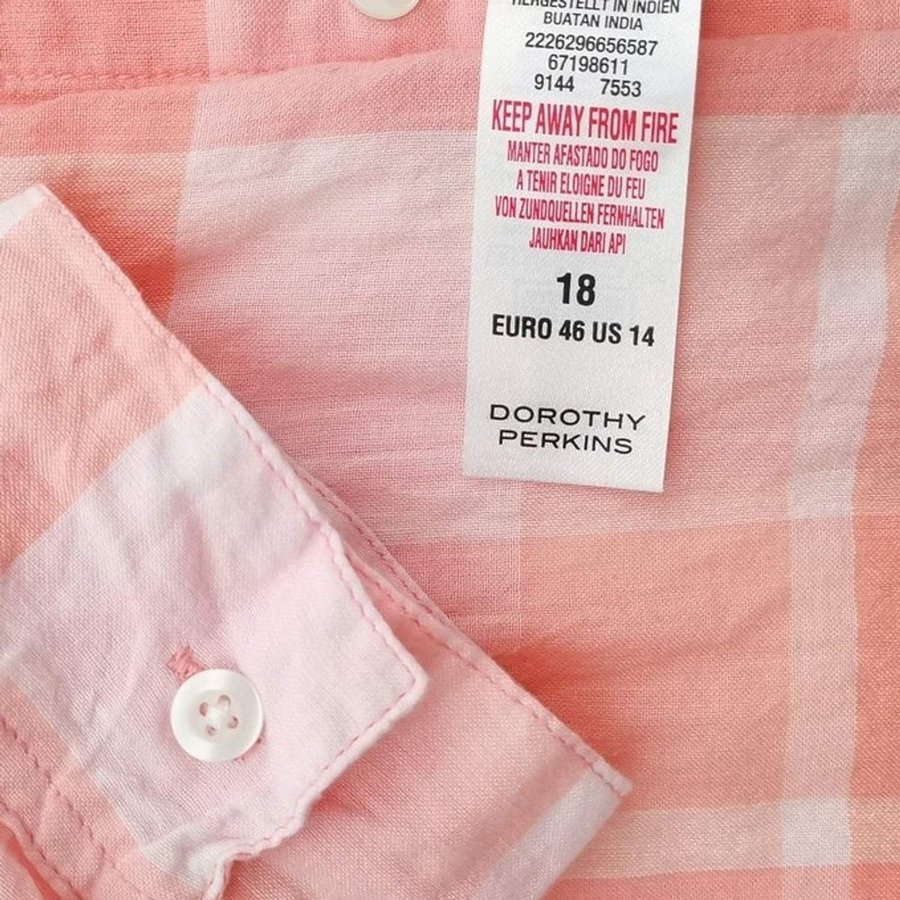 HERGESTELLT IN INDIEN
BUATAN INDIA
2226296656587
67198611
9144 7553
KEEP AWAY FROM FIRE
MANTER AFASTADO DO FOGO
A TENIR ELOIGNE DU FEU
VON ZUNDQUELLEN FERNHALTEN
JAUHKAN DARI API
18
EURO 46 US 14
DOROTHY
PERKINS